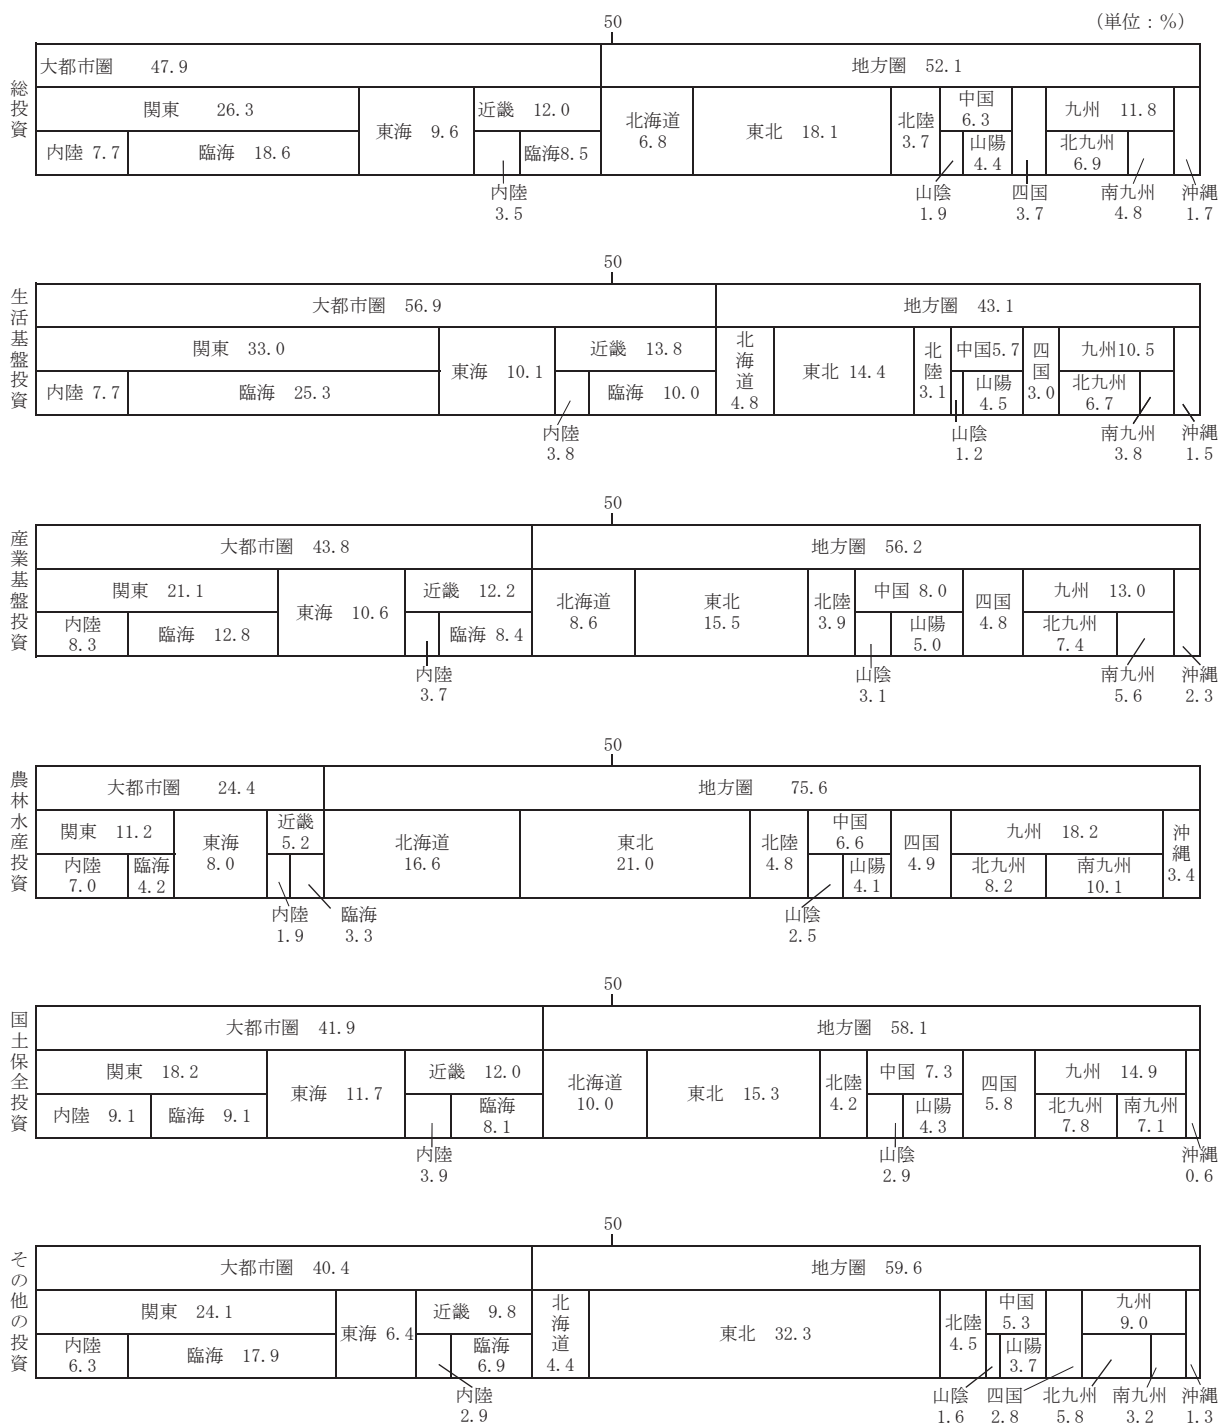 50
（単位：％）
総投資
大都市圏 47.9
地方圏 52.1
関東 26.3
東海 9.6
近畿 12.0
北海道
6.8
東北 18.1
北陸
3.7
中国
6.3
九州 11.8
内陸 7.7
臨海 18.6
臨海8.5
山陽
4.4
北九州
6.9
内陸
3.5
山陰
1.9
四国
3.7
南九州
4.8
沖縄
1.7
50
生活基盤投資
大都市圏 56.9
地方圏 43.1
関東 33.0
東海 10.1
近畿 13.8
北海道
4.8
東北 14.4
北陸
3.1
中国5.7
四国
3.0
九州10.5
内陸 7.7
臨海 25.3
臨海 10.0
山陽
4.5
北九州
6.7
内陸
3.8
山陰
1.2
南九州
3.8
沖縄
1.5
50
産業基盤投資
大都市圏 43.8
地方圏 56.2
関東 21.1
東海 10.6
近畿 12.2
北海道
8.6
東北
15.5
北陸
3.9
中国 8.0
四国
4.8
九州 13.0
内陸
8.3
臨海 12.8
臨海 8.4
山陽
5.0
北九州
7.4
内陸
3.7
山陰
3.1
南九州
5.6
沖縄
2.3
50
農林水産投資
大都市圏 24.4
地方圏 75.6
関東 11.2
東海
8.0
近畿
5.2
北海道
16.6
東北
21.0
北陸
4.8
中国
6.6
四国
4.9
九州 18.2
沖縄
3.4
内陸
7.0
臨海
4.2
山陽
4.1
北九州
8.2
南九州
10.1
内陸
1.9
臨海
3.3
山陰
2.5
50
国土保全投資
大都市圏 41.9
地方圏 58.1
関東 18.2
東海 11.7
近畿 12.0
北海道
10.0
東北 15.3
北陸
4.2
中国 7.3
四国
5.8
九州 14.9
内陸 9.1
臨海 9.1
臨海
8.1
山陽
4.3
北九州
7.8
南九州
7.1
内陸
3.9
山陰
2.9
沖縄
0.6
50
その他の投資
大都市圏 40.4
地方圏 59.6
関東 24.1
東海 6.4
近畿 9.8
北海道
4.4
東北 32.3
北陸
4.5
中国
5.3
九州
9.0
内陸
6.3
臨海 17.9
臨海
6.9
山陽
3.7
内陸
2.9
山陰
1.6
四国
2.8
北九州
5.8
南九州
3.2
沖縄
1.3